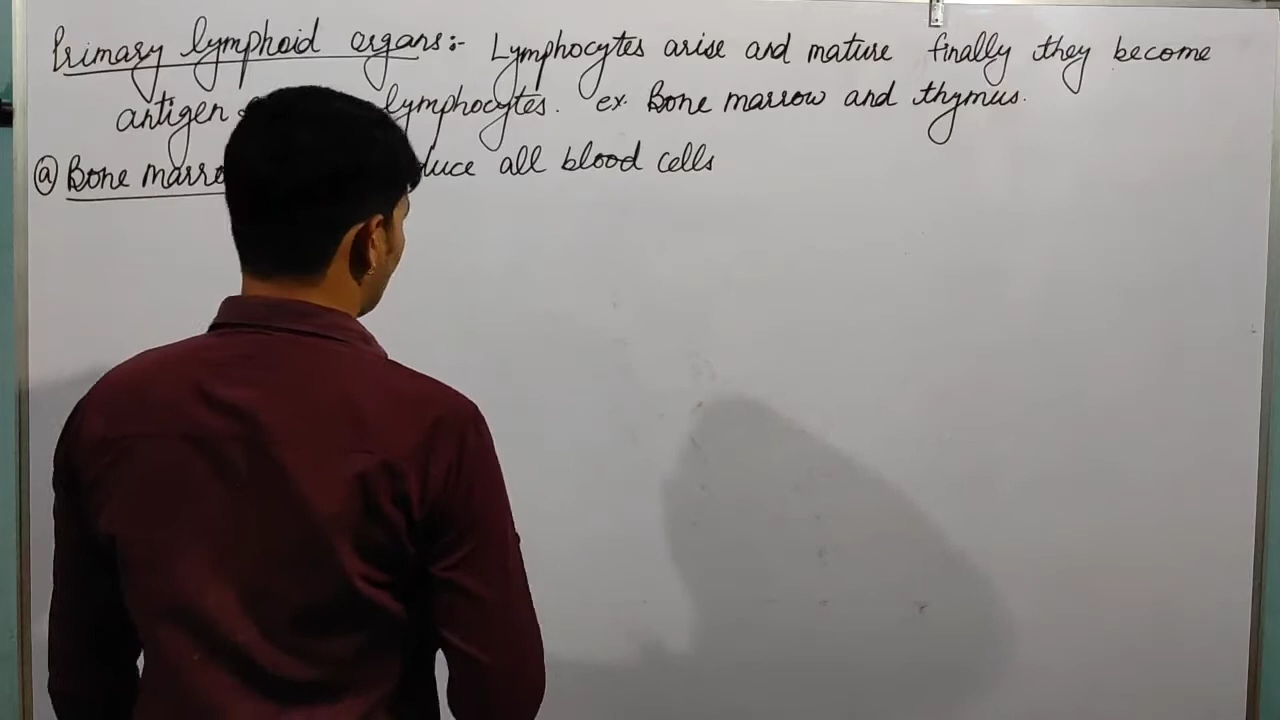 Primary lymphoid organs:- Lymphocytes arise and mature finally they become
antigen lymphocytes. ex. Bone marrow and thymus.
@ Bone marro duce all blood cells